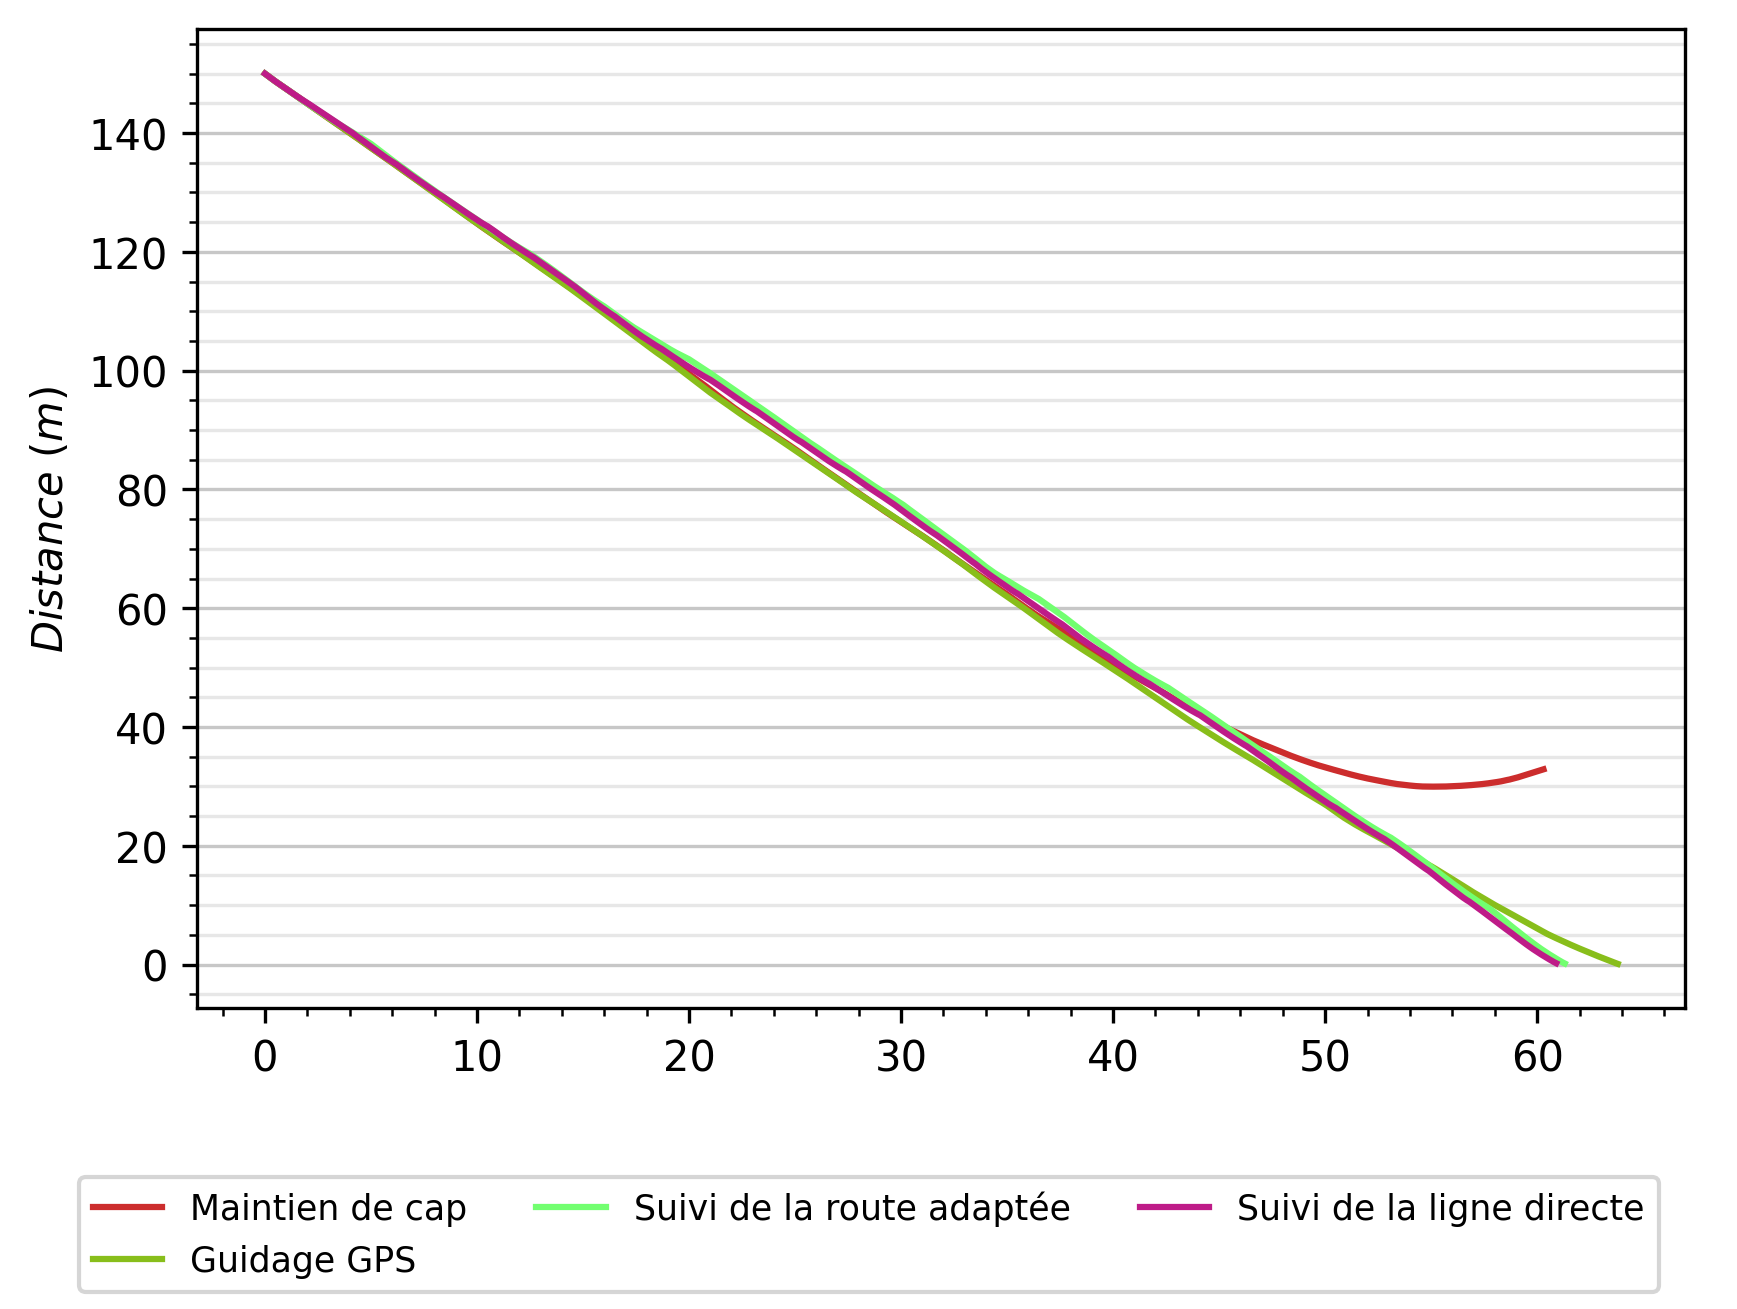 140
120
100
80
60
40
20
0
Distance (m)
0 10 20 30 40 50 60
Maintien de cap
Guidage GPS
Suivi de la route adaptée
Suivi de la ligne directe